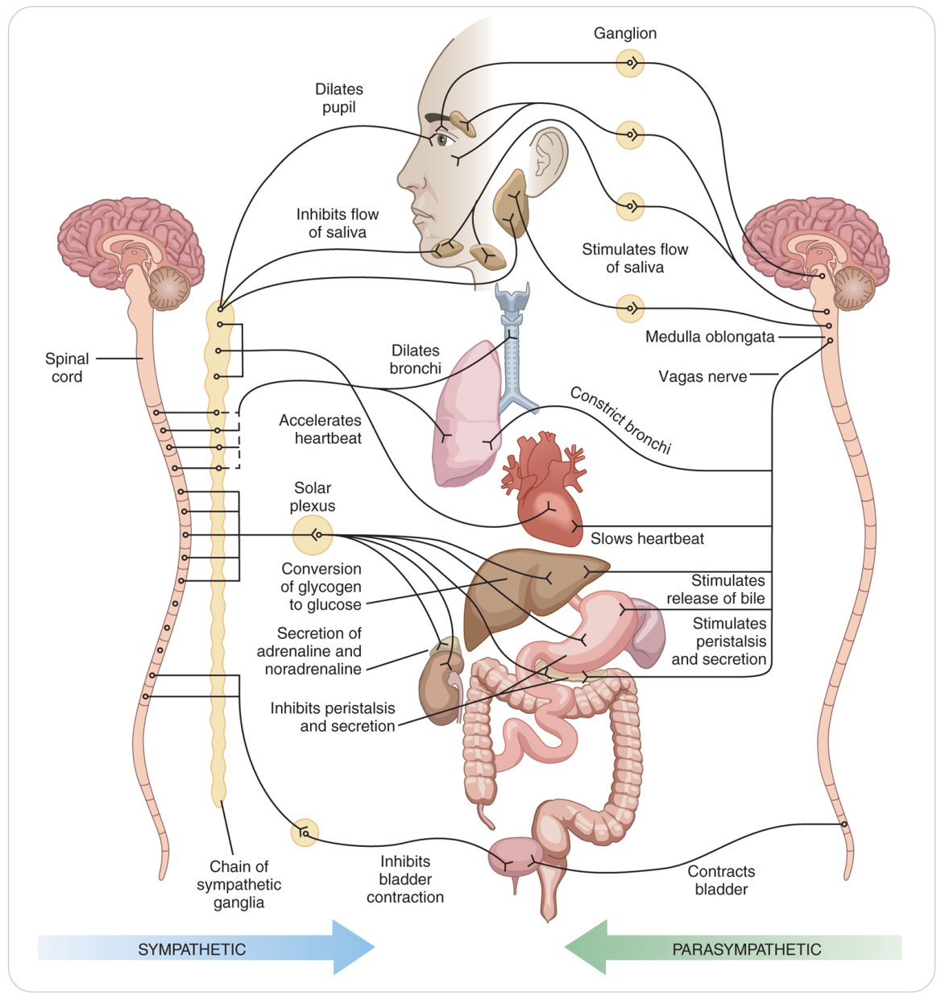 Ganglion
Dilates
pupil
Inhibits flow
of saliva
Stimulates flow
of saliva
Medulla oblongata
Spinal
cord
Dilates
bronchi
Vagas nerve
Constrict bronchi
Accelerates
heartbeat
Solar
plexus
Slows heartbeat
Conversion
of glycogen
to glucose
Stimulates
release of bile
Secretion of
adrenaline and
noradrenaline
Stimulates
peristalsis
and secretion
Inhibits peristalsis
and secretion
Chain of
sympathetic
ganglia
Inhibits
bladder
contraction
Contracts
bladder
SYMPATHETIC
PARASYMPATHETIC